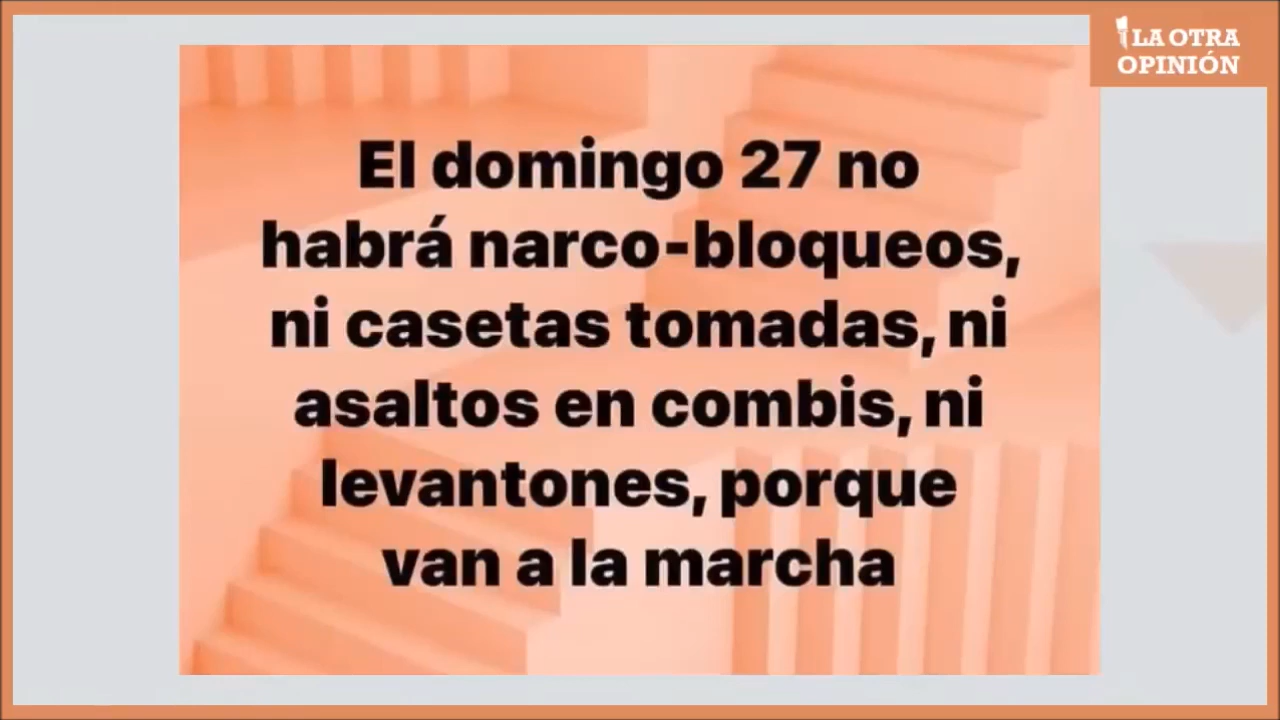 LA OTRA
OPINIÓN
El domingo 27 no
habrá narco-bloqueos,
ni casetas tomadas, ni
asaltos en combis, ni
levantones, porque
van a la marcha